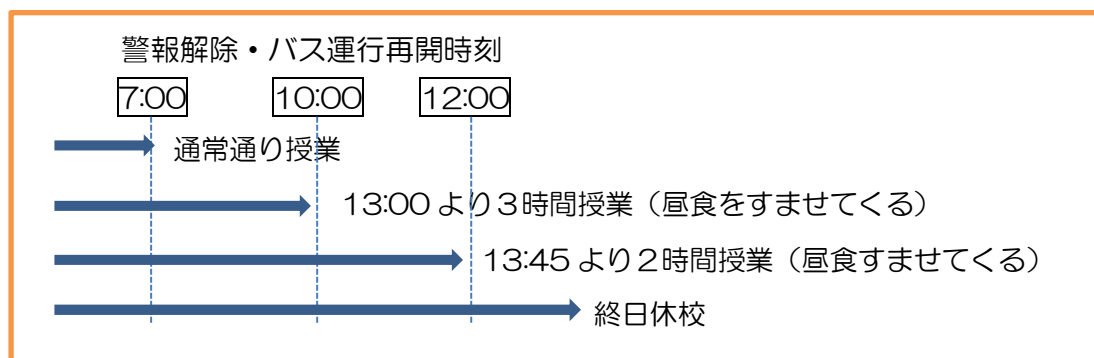 警報解除・バス運行再開時刻
7:00 10:00 12:00
通常通り授業
13:00 より３時間授業（昼食をすませてくる）
13:45 より２時間授業（昼食すませてくる）
終日休校